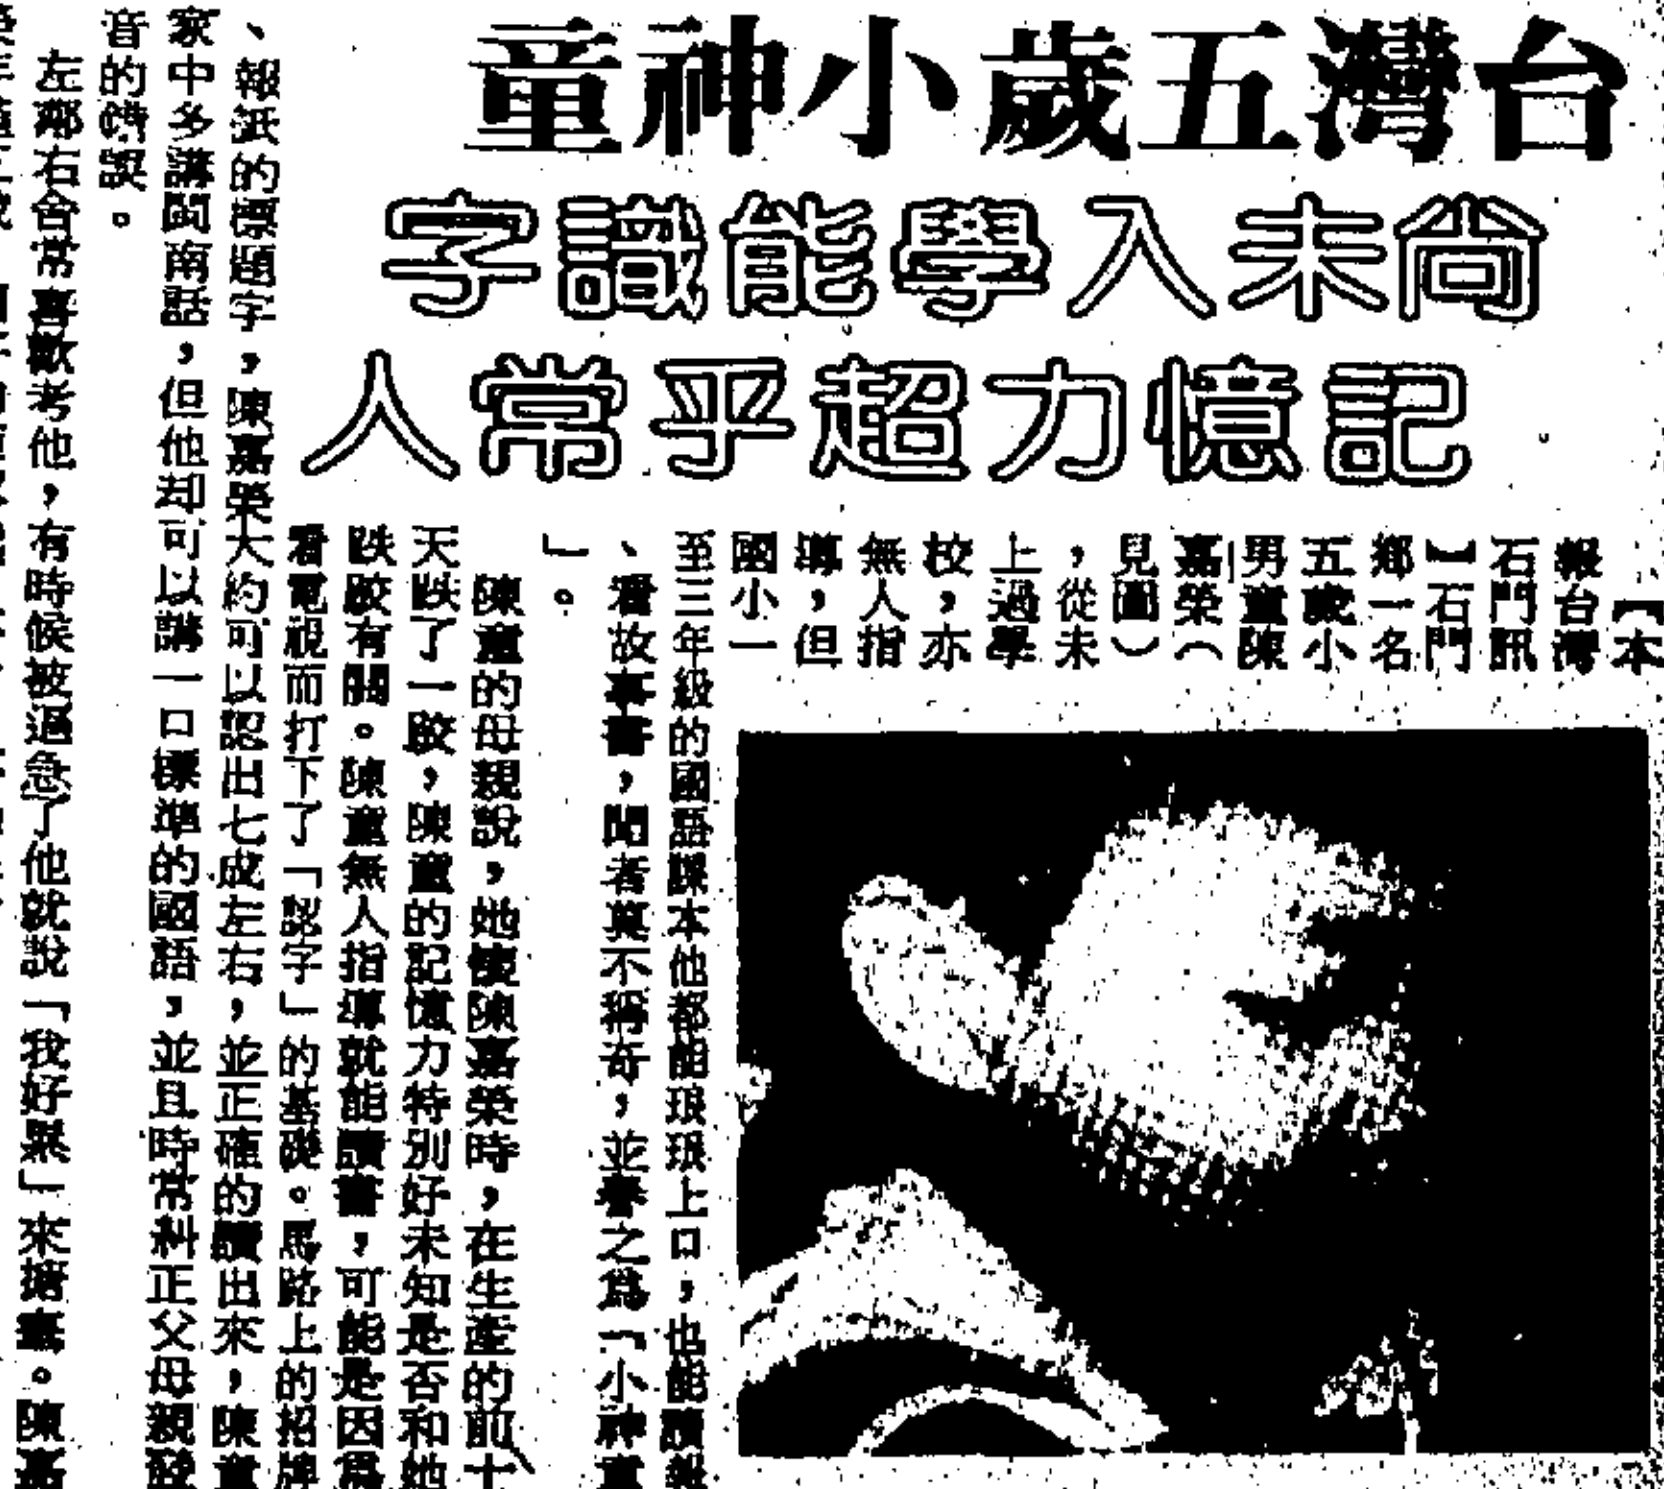 台灣五歲小神童
尚未入學能識字
記憶力超乎常人
【本
報台灣
石門訊
】石門
鄉一名
五歲小
男童陳
嘉榮（
見圖）
，從未
上過學
校，亦
無人指
導，但
國小一
至三年級的國語課本他都能琅琅上口，也能讀報
、看故事書，聞者莫不稱奇，並譽之爲「小神童
」。
陳童的母親說，她懷陳嘉榮時，在生產的前十
天跌了一跤，陳童的記憶力特別好未知是否和她
跌跤有關。陳童無人指導就能讀書，可能是因爲
看電視而打下了「認字」的基礎。馬路上的招牌
、報紙的標題字，陳嘉榮大約可以認出七成左右，並正確的讀出來，陳童
家中多講閩南話，但他却可以講一口標準的國語，並且時常糾正父母親發
音的錯誤。
左鄰右舍常喜歡考他，有時候被逼急了他就說「我好累」來搪塞。陳嘉